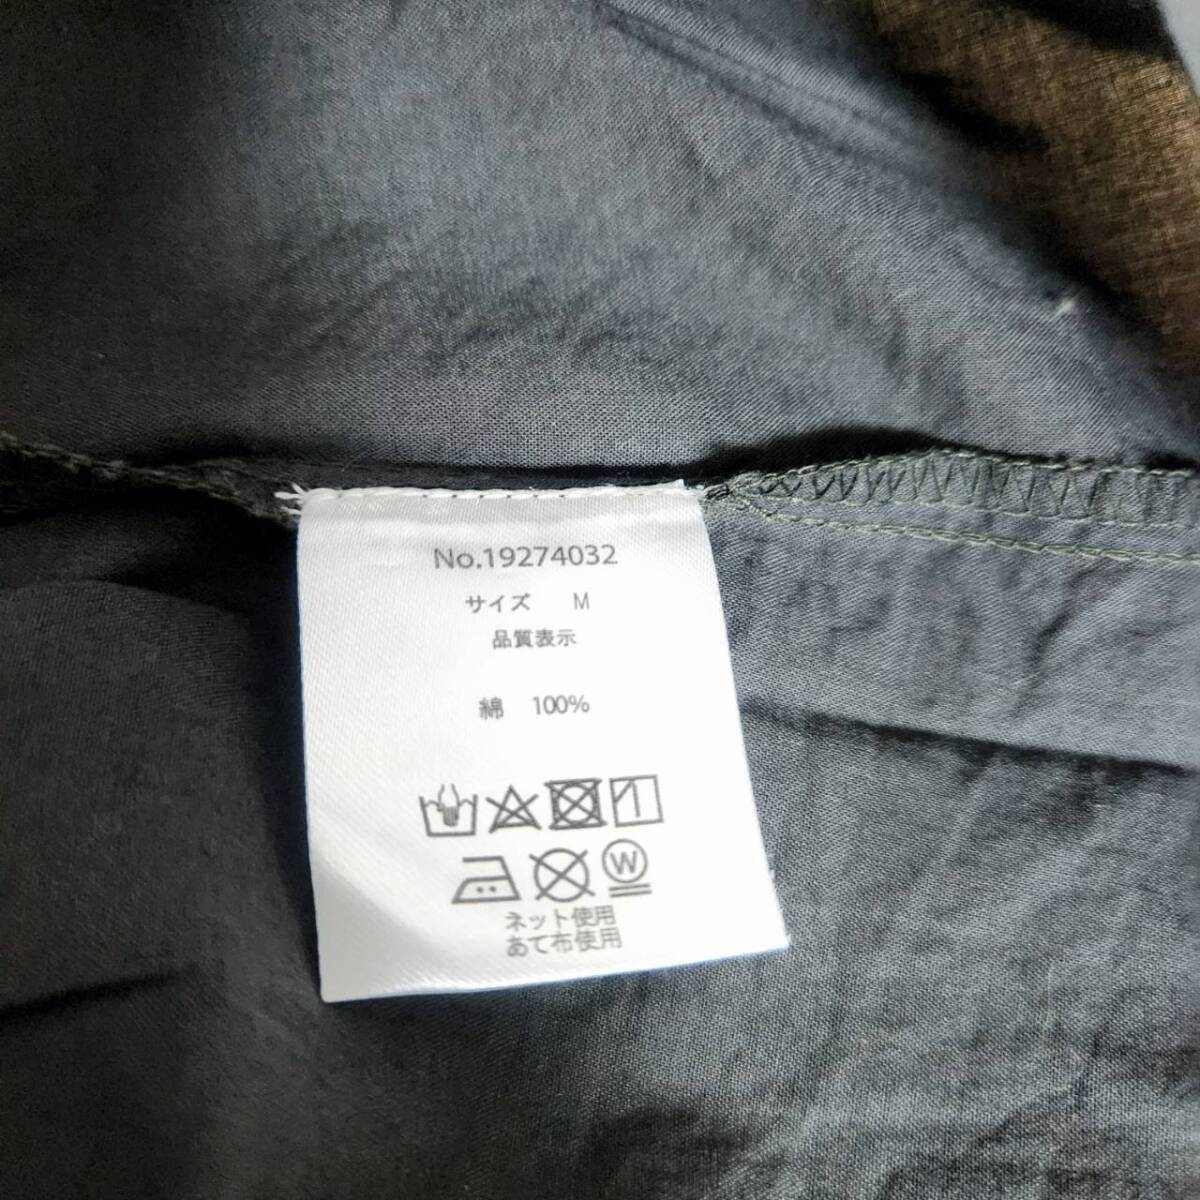 No.19274032
サイズ M
品質表示
綿 100%
W
ネット使用
あて布使用